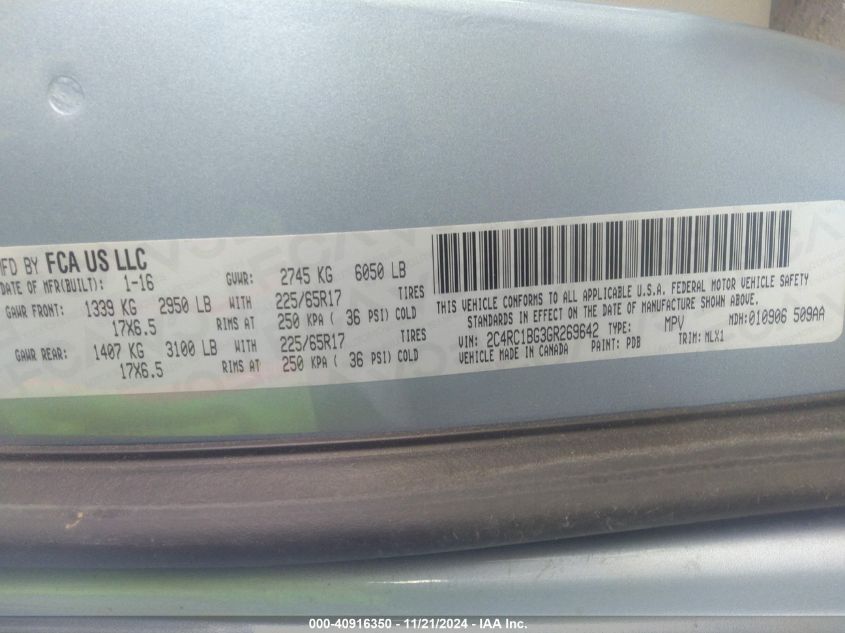 MFD BY FCA US LLC
DATE OF MFR(BUILT): 1-16 GVWR: 2745 KG 6050 LB
GAWR FRONT: 1339 KG 2950 LB WITH 225/65R17 TIRES
17X6.5 RIMS AT 250 KPA ( 36 PSI) COLD
GAWR REAR: 1407 KG 3100 LB WITH 225/65R17 TIRES
17X6.5 RIMS AT 250 KPA ( 36 PSI) COLD
THIS VEHICLE CONFORMS TO ALL APPLICABLE U.S.A. FEDERAL MOTOR VEHICLE SAFETY
STANDARDS IN EFFECT ON THE DATE OF MANUFACTURE SHOWN ABOVE.
VIN: 2C4RC1BG3GR269642 TYPE: MPV MDH:010906 509AA
VEHICLE MADE IN CANADA PAINT: PDB TRIM: NLX1
000-40916350 - 11/21/2024 - IAA Inc.